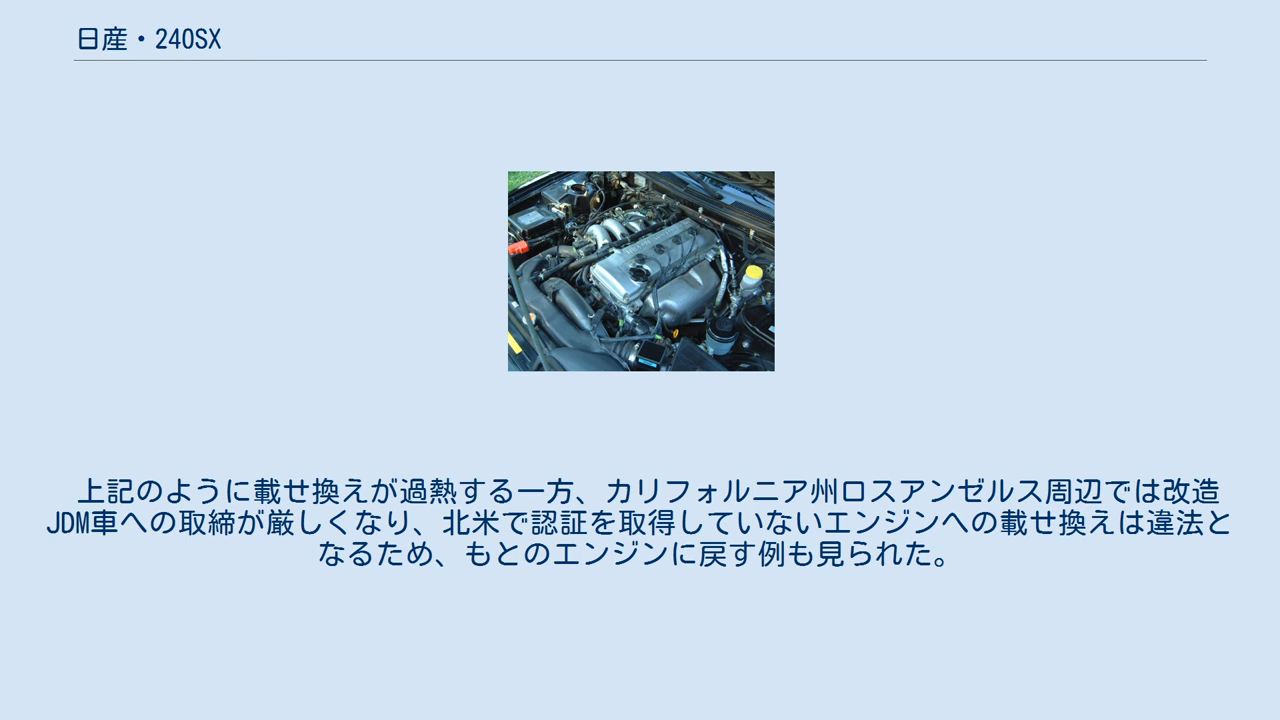 日産・240SX
上記のように載せ換えが過熱する一方、カリフォルニア州ロスアンゼルス周辺では改造
JDM車への取締が厳しくなり、北米で認証を取得していないエンジンへの載せ換えは違法と
なるため、もとのエンジンに戻す例も見られた。